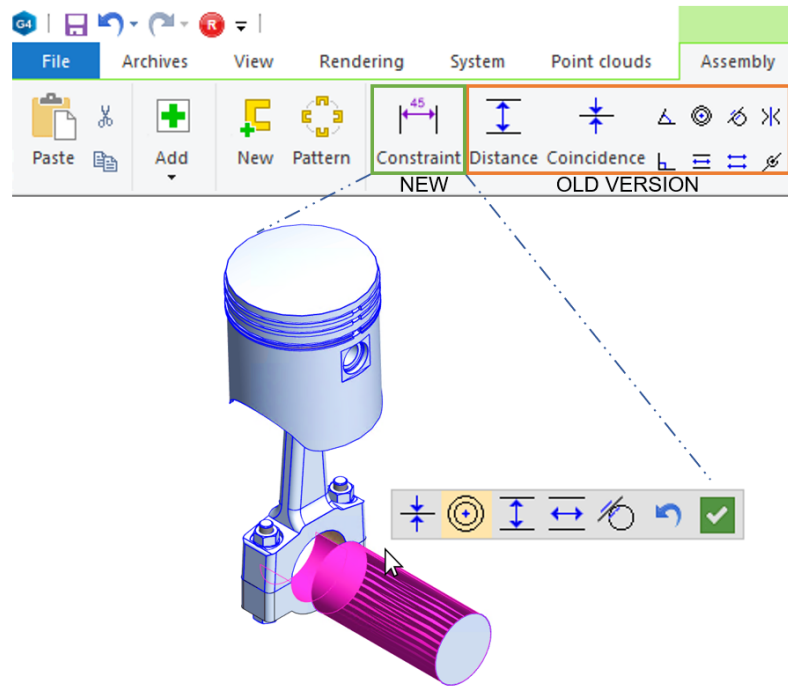 G4 R
File Archives View Rendering System Point clouds Assembly
45
Paste Add New Pattern Constraint Distance Coincidence
NEW OLD VERSION